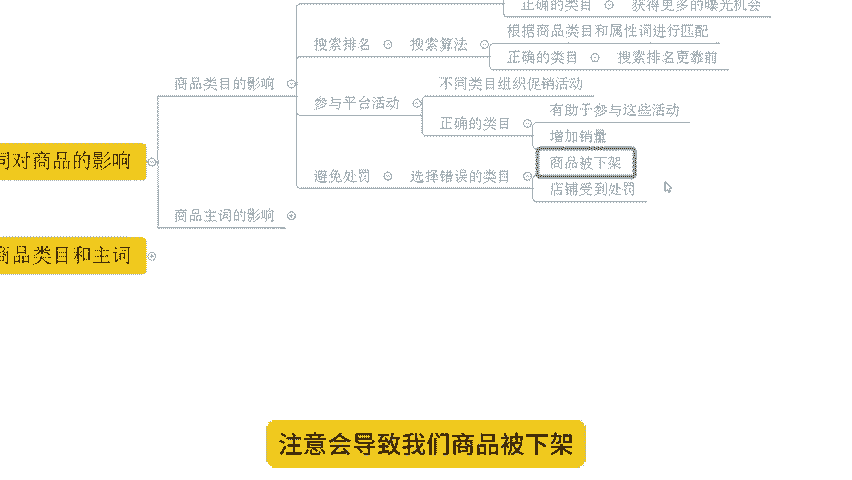 正确的类目 获得更多的曝光机会
根据商品类目和属性词进行匹配
搜索排名 搜索算法
正确的类目 搜索排名更靠前
商品类目的影响
不同类目组织促销活动
参与平台活动
有助于参与这些活动
正确的类目
增加销量
词对商品的影响
商品被下架
避免处罚 选择错误的类目
店铺受到处罚
商品主词的影响
商品类目和主词
注意会导致我们商品被下架